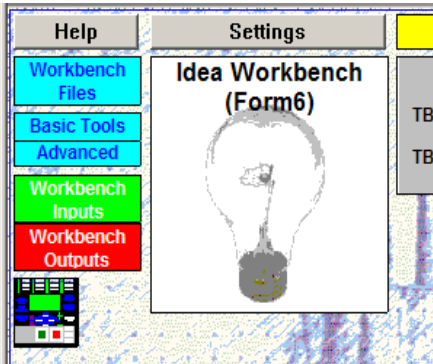 Help
Settings
Workbench
Files
Basic Tools
Advanced
Workbench
Inputs
Workbench
Outputs
Idea Workbench
(Form6)
TB
TB